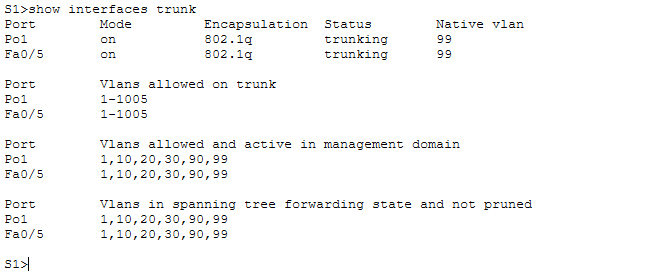 S1>show interfaces trunk
Port        Mode         Encapsulation  Status        Native vlan
Po1         on           802.1q         trunking      99
Fa0/5       on           802.1q         trunking      99
Port        Vlans allowed on trunk
Po1         1-1005
Fa0/5       1-1005
Port        Vlans allowed and active in management domain
Po1         1,10,20,30,90,99
Fa0/5       1,10,20,30,90,99
Port        Vlans in spanning tree forwarding state and not pruned
Po1         1,10,20,30,90,99
Fa0/5       1,10,20,30,90,99
S1>